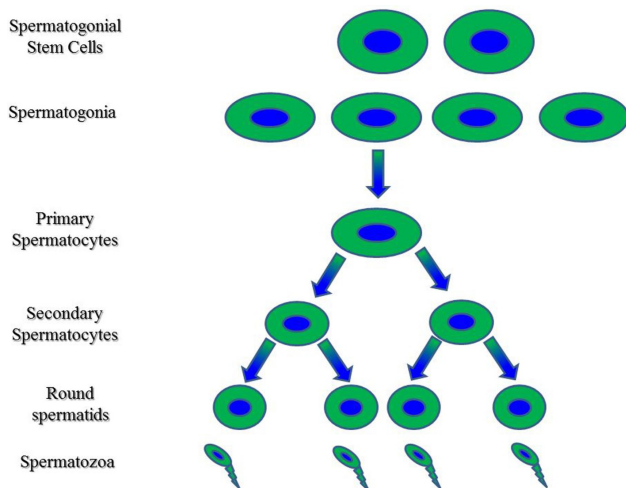 Spermatogonial
Stem Cells
Spermatogonia
Primary
Spermatocytes
Secondary
Spermatocytes
Round
spermatids
Spermatozoa